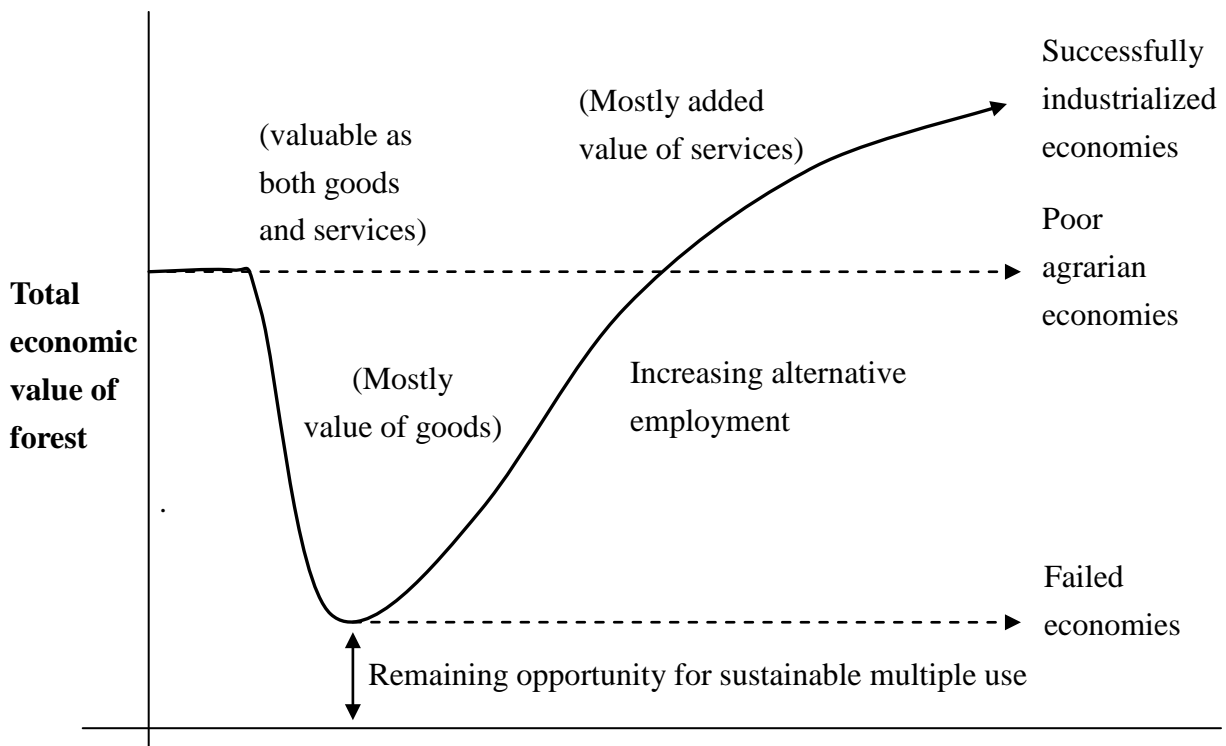 Successfully
industrialized
economies
(Mostly added
value of services)
(valuable as
both goods
and services)
Poor
agrarian
economies
Total
economic
value of
forest
(Mostly
value of goods)
Increasing alternative
employment
Failed
economies
Remaining opportunity for sustainable multiple use